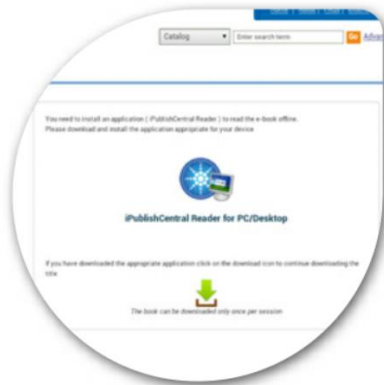 Catalog Enter search term Go Advan
You need to install an application ( iPublishCentral Reader ) to read the e-book offline.
Please download and install the application appropriate for your device
iPublishCentral Reader for PC/Desktop
If you have downloaded the appropriate application click on the download icon to continue downloading the
title.
The book can be downloaded only once per session